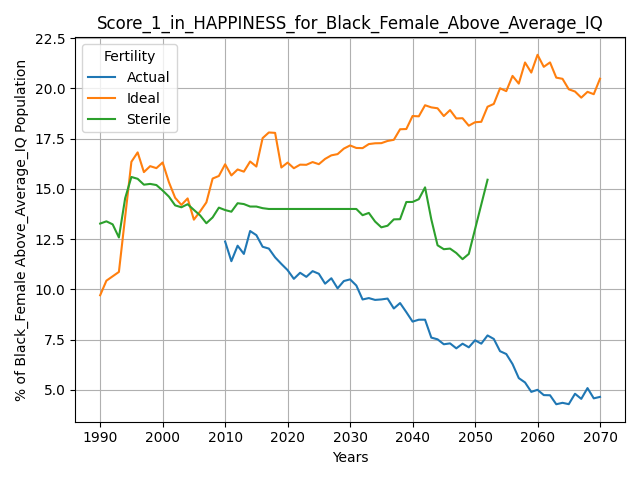 Score_1_in_HAPPINESS_for_Black_Female_Above_Average_IQ
22.5
20.0
17.5
15.0
12.5
10.0
7.5
5.0
% of Black_Female Above_Average_IQ Population
Fertility
Actual
Ideal
Sterile
1990 2000 2010 2020 2030 2040 2050 2060 2070
Years